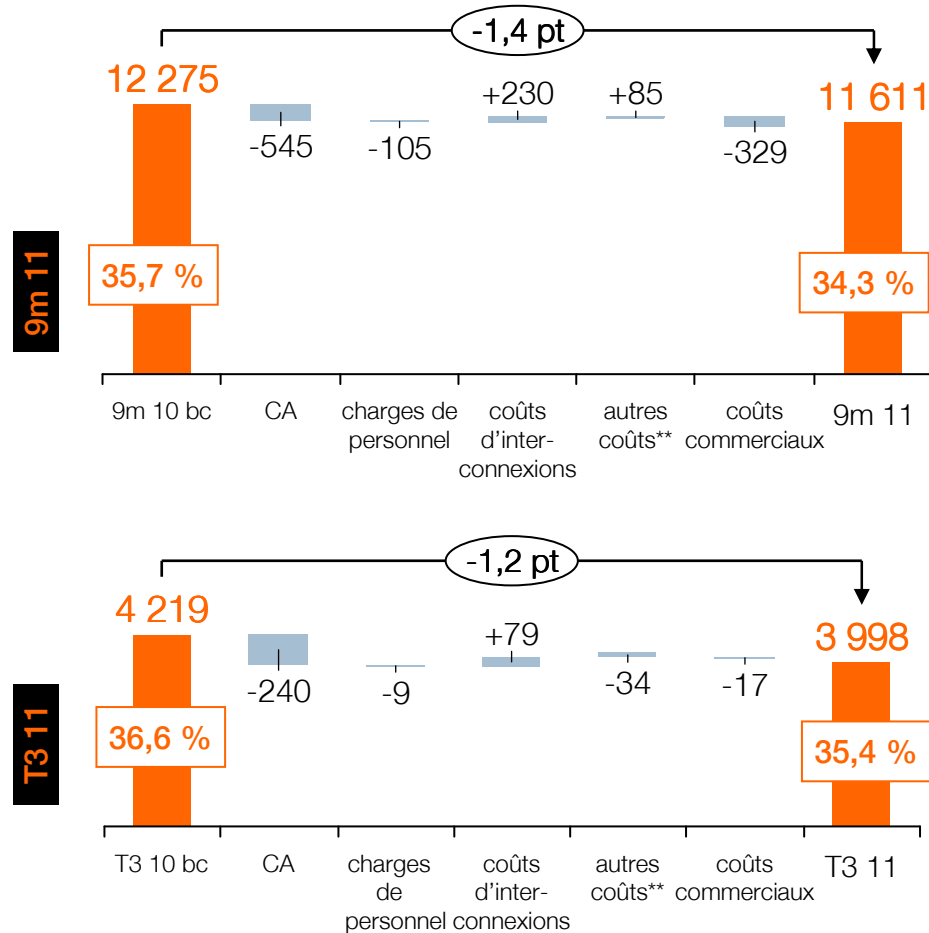 -1,4 pt
12 275
+230
+85
11 611
-545
-105
-329
9m 11
35,7 %
34,3 %
9m 10 bc
CA
charges de
personnel
coûts
d'inter-
connexions
autres
coûts**
coûts
commerciaux
9m 11
-1,2 pt
4 219
+79
3 998
-240
-9
-34
-17
T3 11
36,6 %
35,4 %
T3 10 bc
CA
charges
de
personnel
coûts
d'inter-
connexions
autres
coûts**
coûts
commerciaux
T3 11